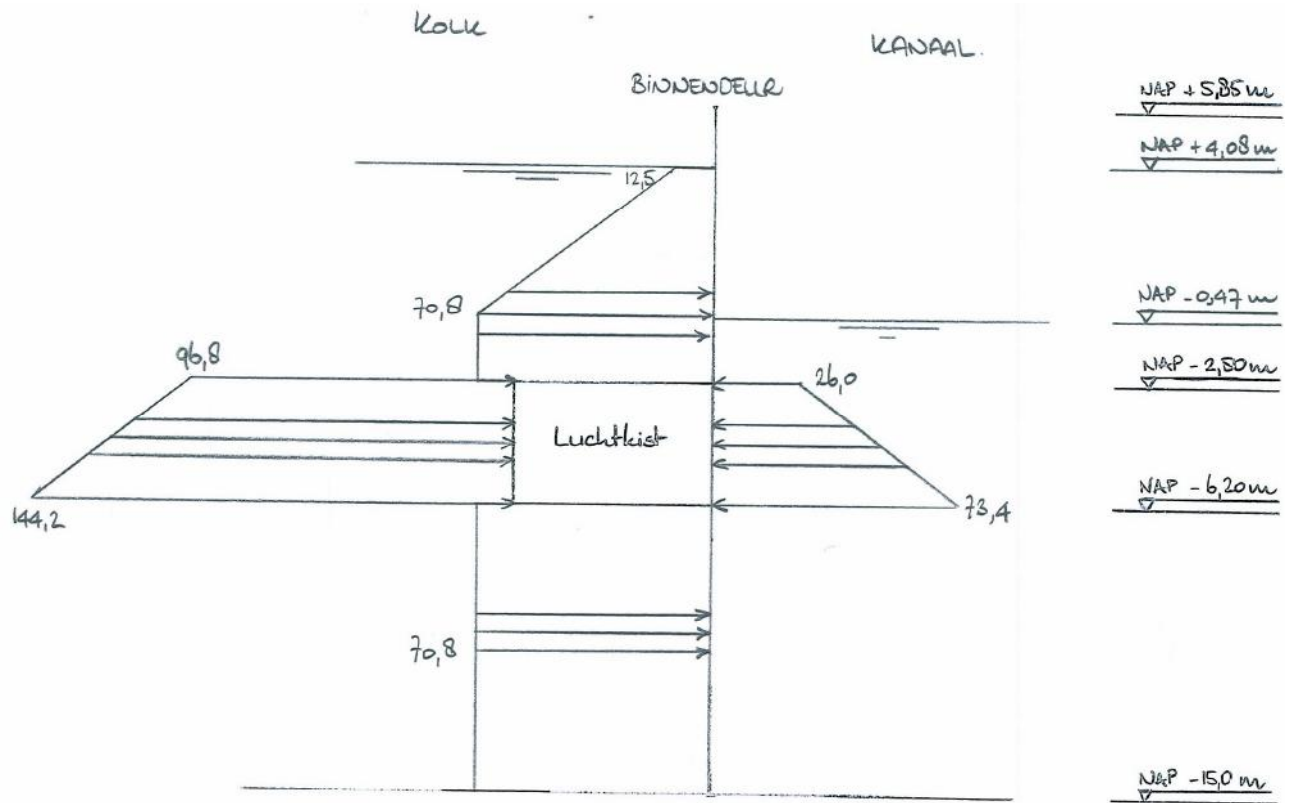 KOLK
KANAAL.
BINNENDEUR
NAP + 5,85 m
NAP + 4,08 m
12,5
70,8
NAP - 0,47 m
96,8
26,0
NAP - 2,80 m
Luchtkist
144,2
73,4
NAP - 6,20 m
70,8
NAP - 15,0 m